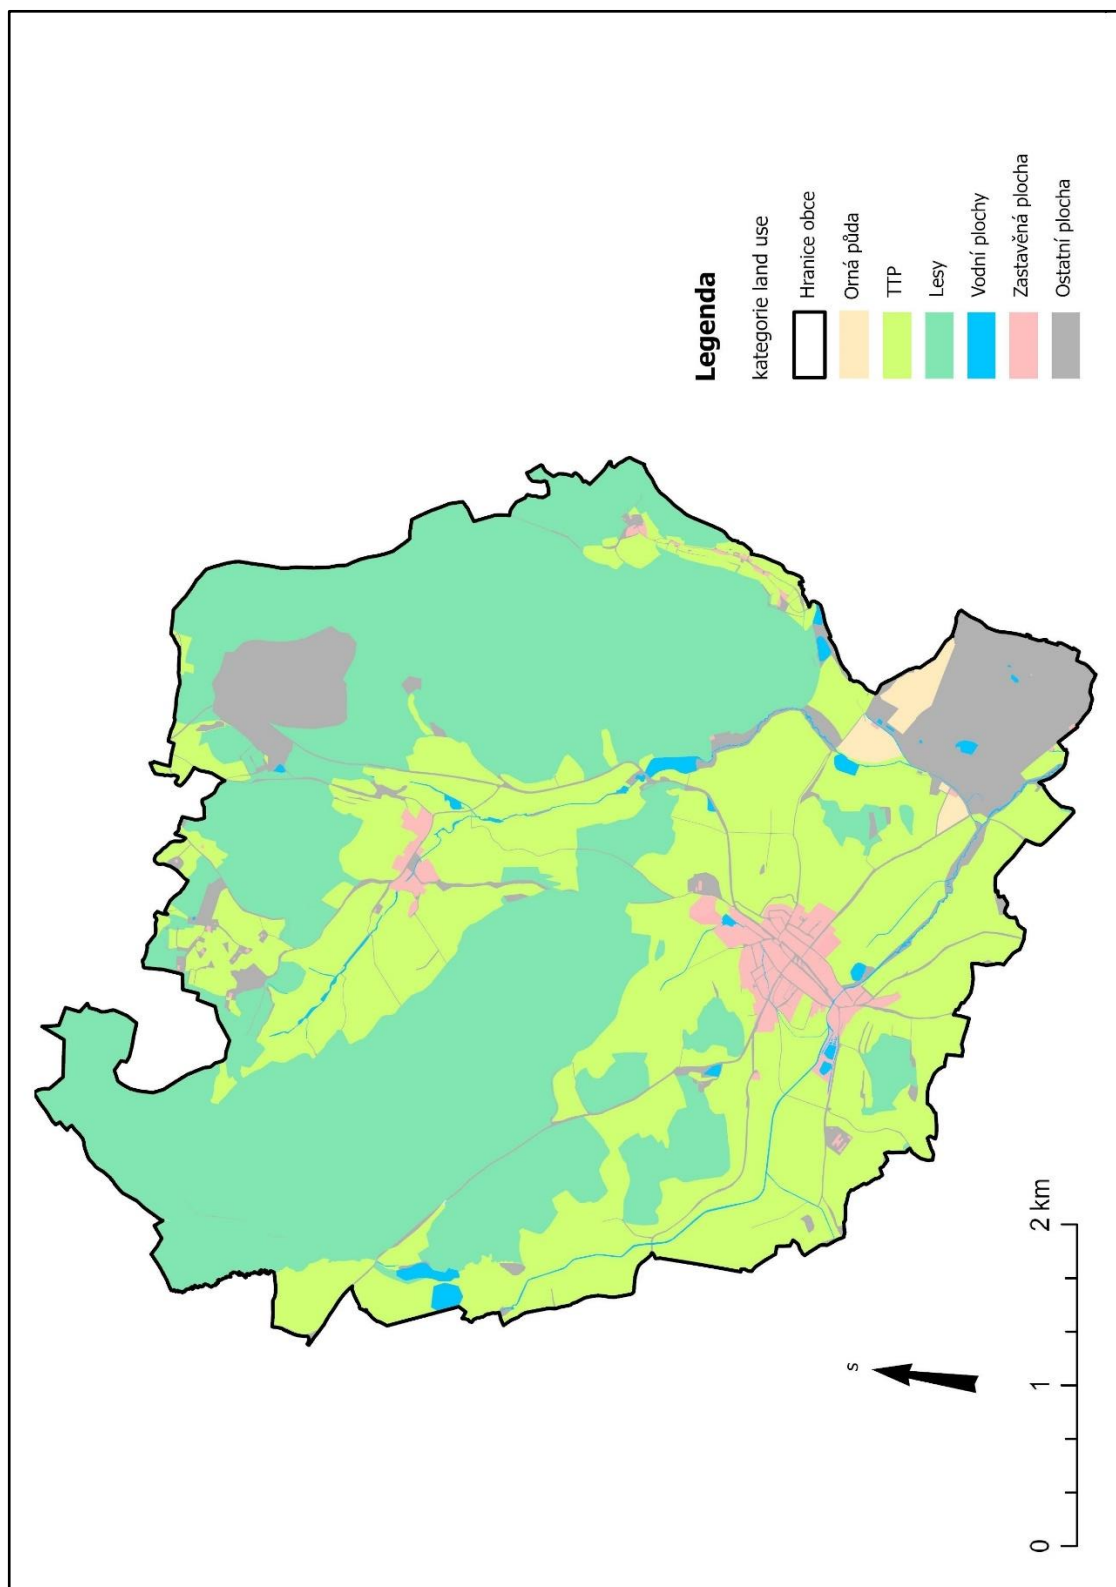 Legenda
kategorie land use
Hranice obce
Orná půda
TTP
Lesy
Vodní plochy
Zastavěná plocha
Ostatní plocha
S
0 1 2 km